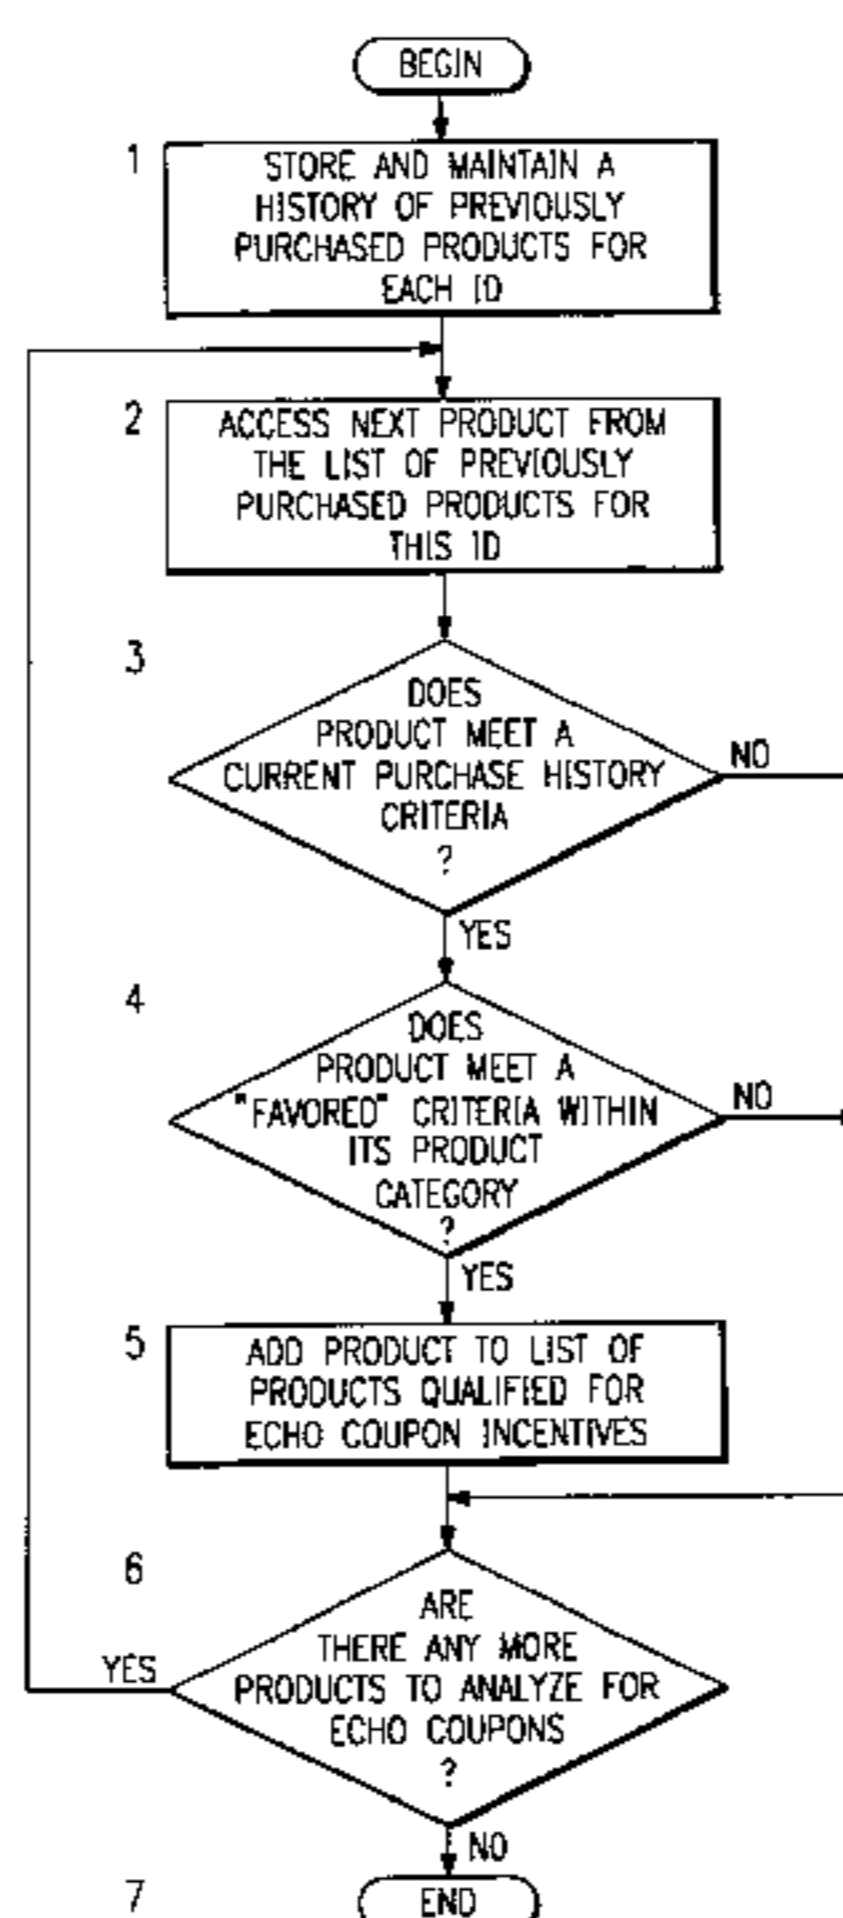 BEGIN
1
STORE AND MAINTAIN A
HISTORY OF PREVIOUSLY
PURCHASED PRODUCTS FOR
EACH ID
2
ACCESS NEXT PRODUCT FROM
THE LIST OF PREVIOUSLY
PURCHASED PRODUCTS FOR
THIS ID
3
DOES
PRODUCT MEET A
CURRENT PURCHASE HISTORY
CRITERIA
?
NO
YES
4
DOES
PRODUCT MEET A
"FAVORED" CRITERIA WITHIN
ITS PRODUCT
CATEGORY
?
NO
YES
5
ADD PRODUCT TO LIST OF
PRODUCTS QUALIFIED FOR
ECHO COUPON INCENTIVES
6
ARE
THERE ANY MORE
PRODUCTS TO ANALYZE FOR
ECHO COUPONS
?
YES
NO
7
END